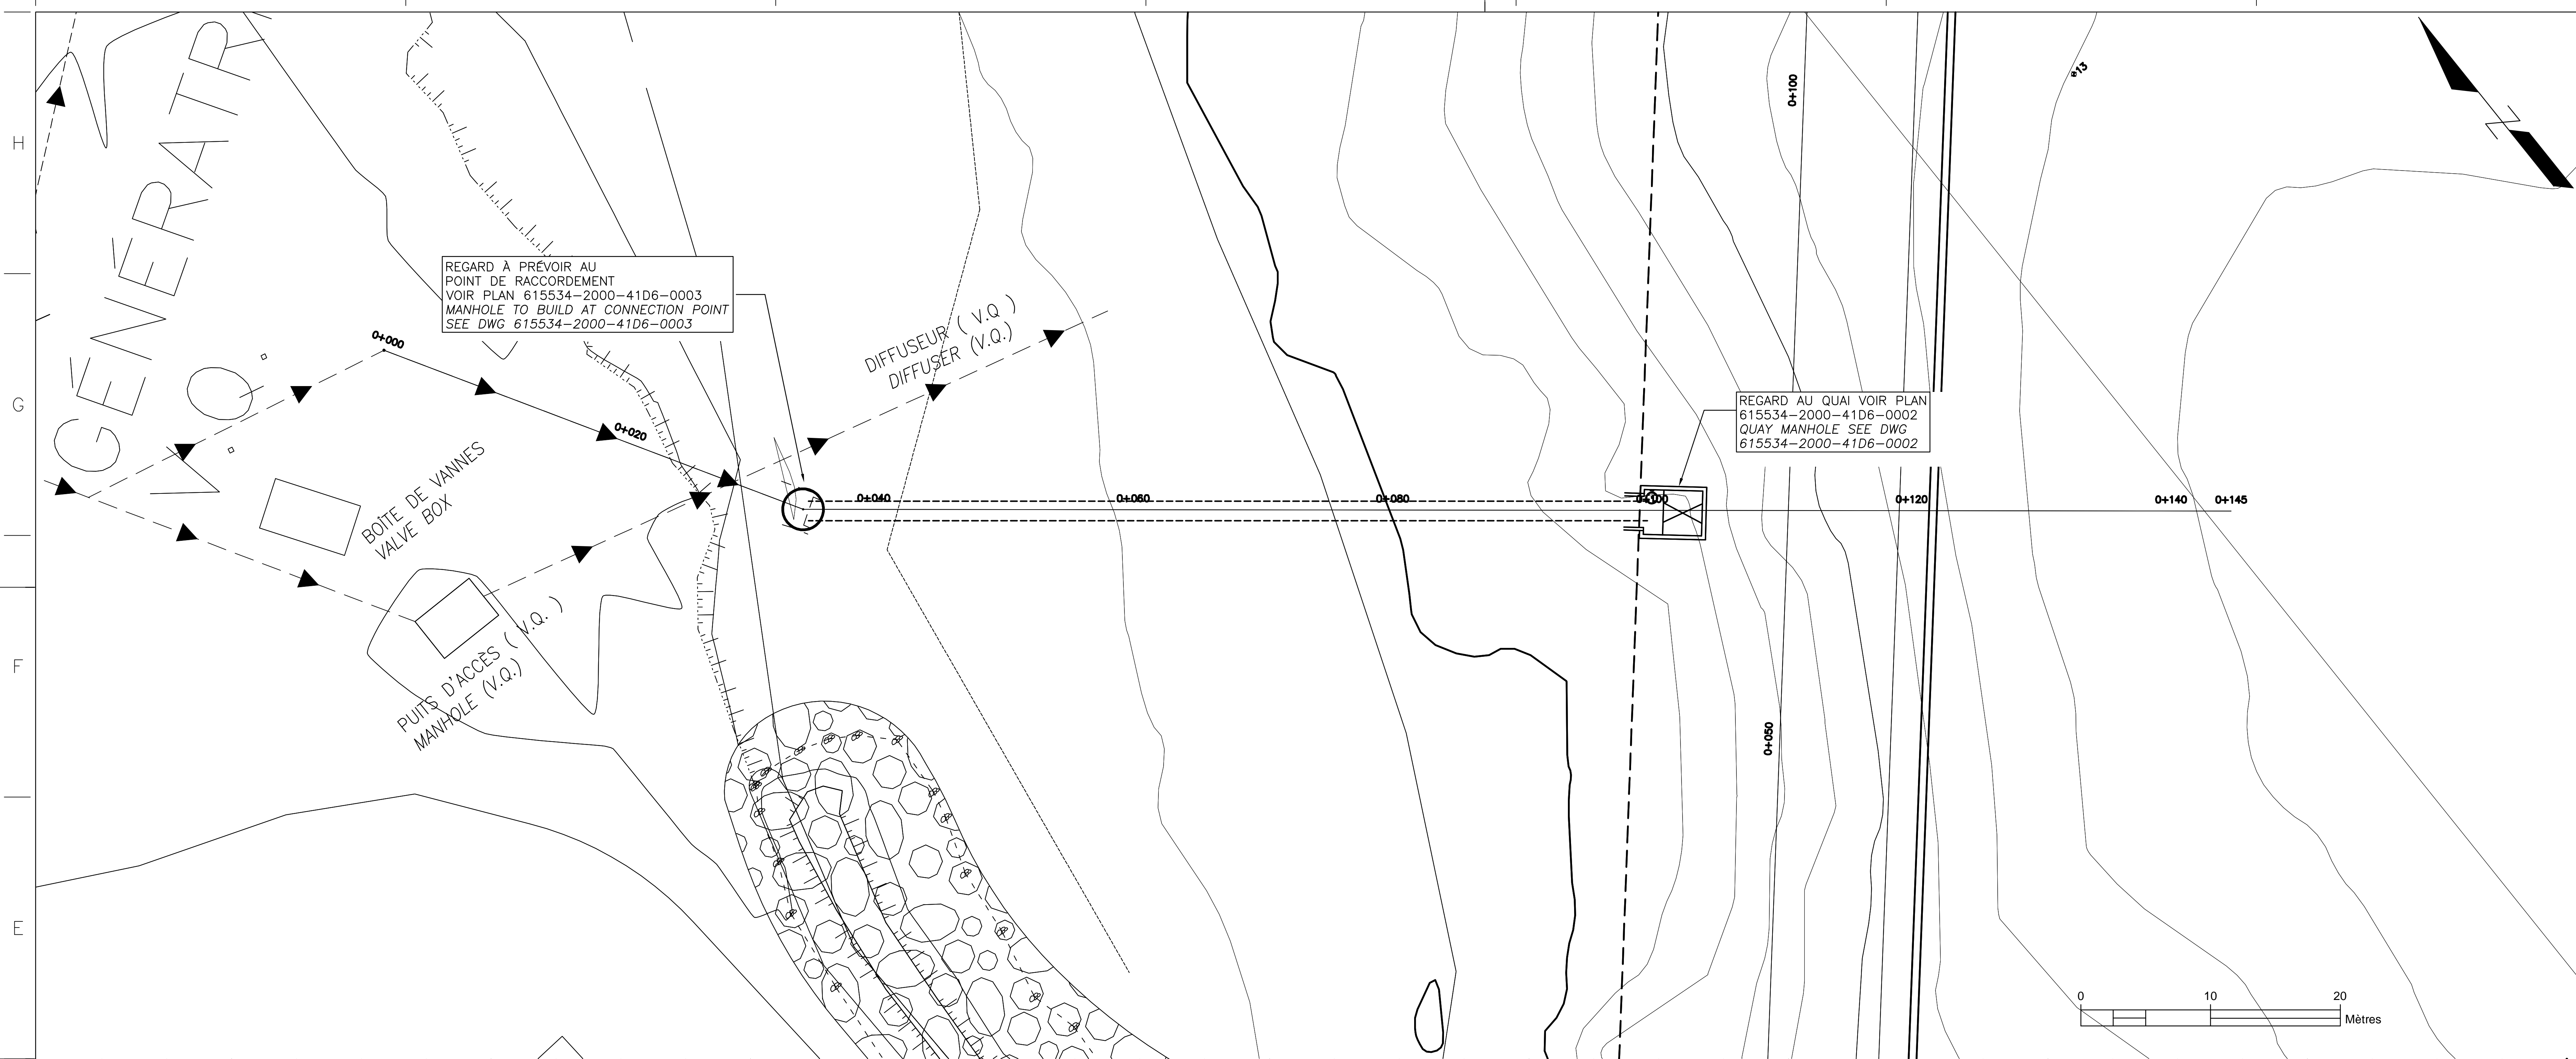 H
G
F
E
GÉNÉRATR
V.Q.
0+000
0+020
REGARD À PRÉVOIR AU
POINT DE RACCORDEMENT
VOIR PLAN 615534-2000-41D6-0003
MANHOLE TO BUILD AT CONNECTION POINT
SEE DWG 615534-2000-41D6-0003
DIFFUSEUR ( V.Q )
DIFFUSER (V.Q.)
BOÎTE DE VANNES
VALVE BOX
PUITS D'ACCÈS ( V.Q. )
MANHOLE (V.Q.)
0+040
0+060
0+080
0+100
0+120
0+140
0+145
REGARD AU QUAI VOIR PLAN
615534-2000-41D6-0002
QUAY MANHOLE SEE DWG
615534-2000-41D6-0002
0+100
0+050
13
0
10
20
Mètres